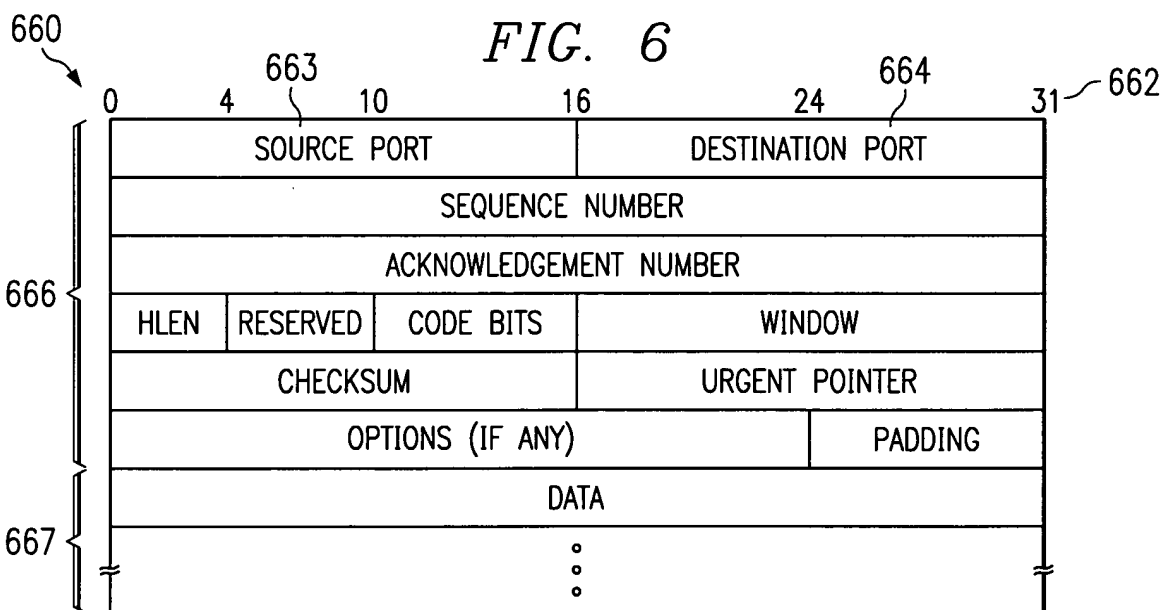 FIG. 6
660
663
664
0 4 10 16 24 31 662
SOURCE PORT DESTINATION PORT
SEQUENCE NUMBER
ACKNOWLEDGEMENT NUMBER
666
HLEN RESERVED CODE BITS WINDOW
CHECKSUM URGENT POINTER
OPTIONS (IF ANY) PADDING
DATA
667